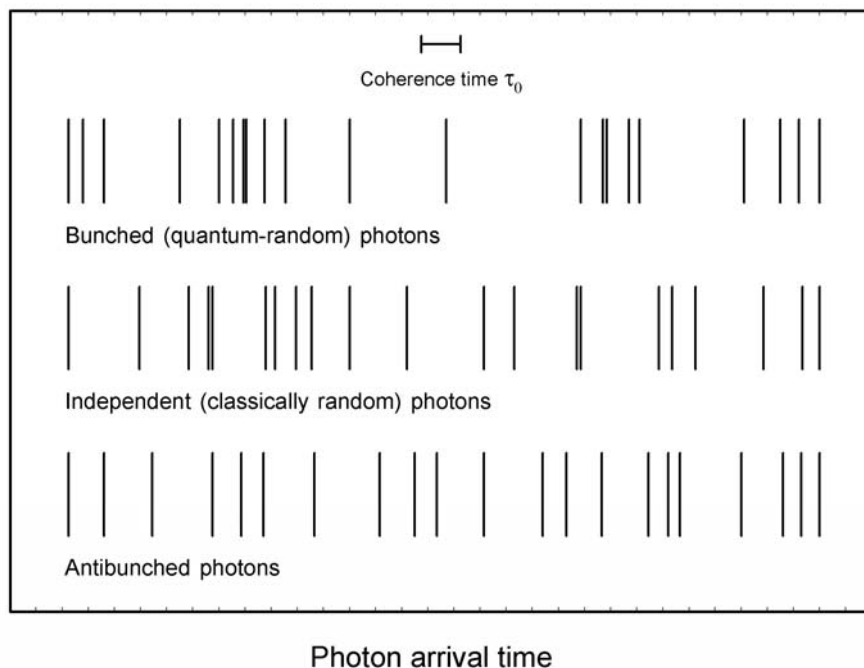 Coherence time τ₀
Bunched (quantum-random) photons
Independent (classically random) photons
Antibunched photons
Photon arrival time